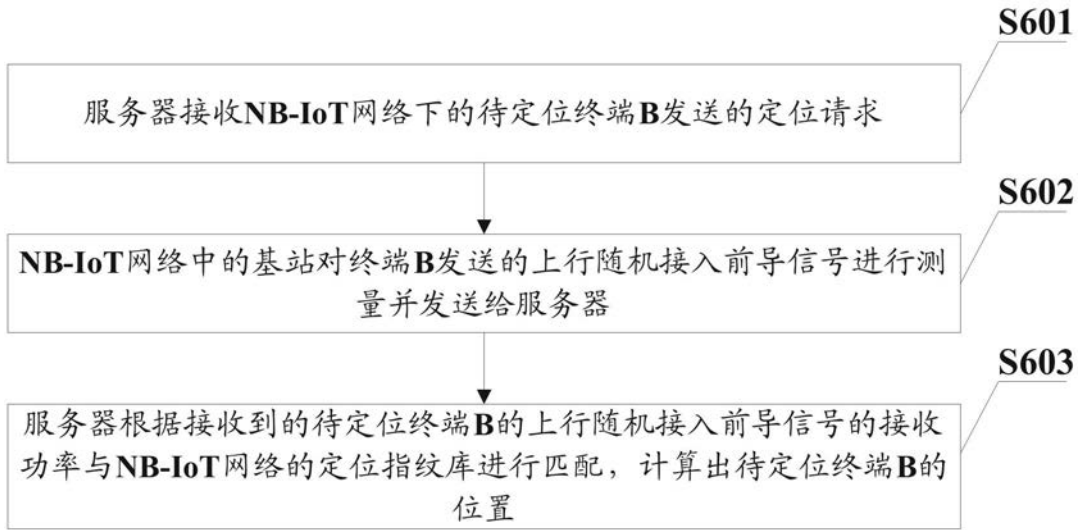 S601
服务器接收NB-IoT网络下的待定位终端B发送的定位请求
S602
NB-IoT网络中的基站对终端B发送的上行随机接入前导信号进行测
量并发送给服务器
S603
服务器根据接收到的待定位终端B的上行随机接入前导信号的接收
功率与NB-IoT网络的定位指纹库进行匹配，计算出待定位终端B的
位置